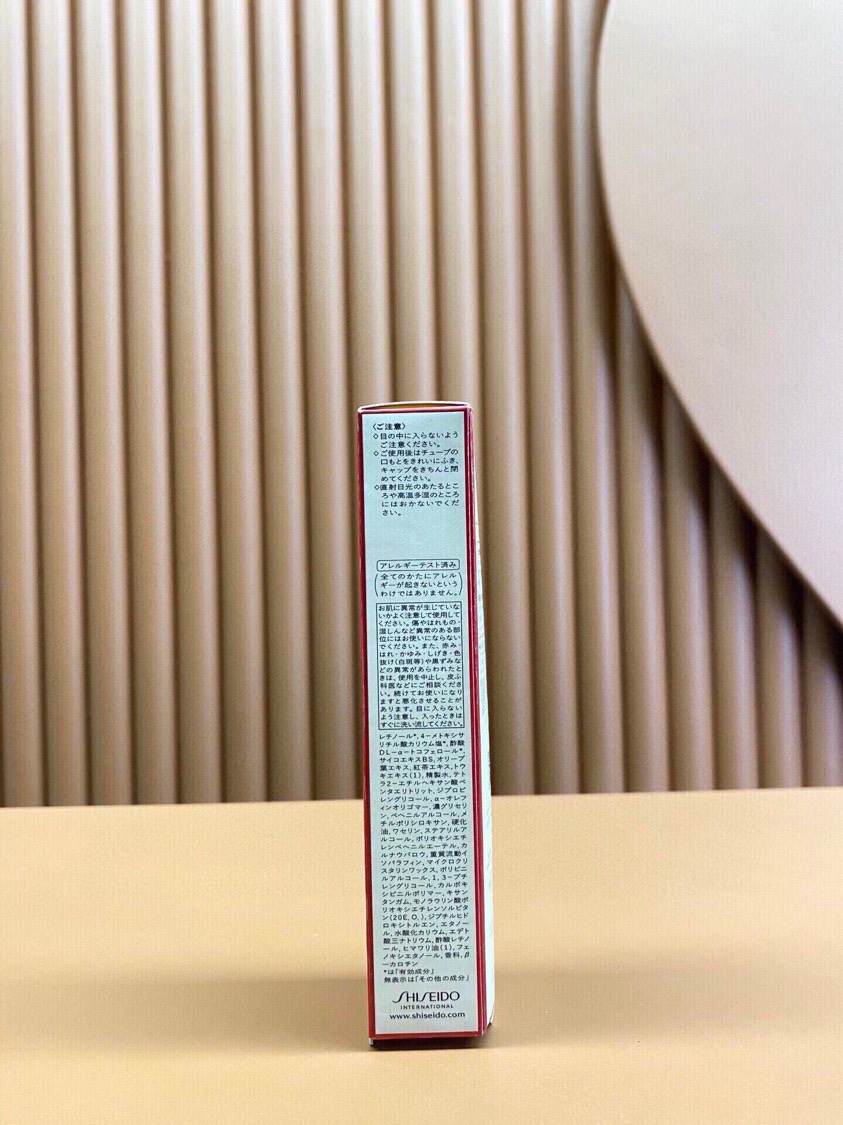 〈ご注意〉
◇目の中に入らないよう
ご注意ください。
◇ご使用後はチューブの
口もとをきれいにふき、
キャップをきちんと閉
めてください。
◇直射日光のあたるとこ
ろや高温多湿のところ
にはおかないでくだ
さい。
アレルギーテスト済み
(全てのかたにアレル
ギーが起きないという
わけではありません。)
お肌に異常が生じていな
いかよく注意して使用して
ください。傷やはれもの・
湿しんなど異常のある部
位にはお使いにならない
でください。また、赤み・
はれ・かゆみ・しげき・色
抜け(白斑等)や黒ずみな
どの異常があらわれたと
きは、使用を中止し、皮ふ
科医などにご相談くださ
い。続けてお使いになり
ますと悪化させることが
あります。目に入らない
よう注意し、入ったときは
すぐに洗い流してください。
レチノール*, 4-メトキシサ
リチル酸カリウム塩*, 酢酸
DL-α-トコフェロール*,
サイコエキスBS, オリーブ
葉エキス, 紅茶エキス, トウ
キエキス(1), 精製水, テト
ラ2-エチルヘキサン酸ペ
ンタエリトリット, ジプロピ
レングリコール, α-オレフ
ィンオリゴマー, 濃グリセリ
ン, ベヘニルアルコール, メ
チルポリシロキサン, 硬化
油, ワセリン, ステアリルア
ルコール, ポリオキシエチ
レンベヘニルエーテル, カ
ルナウバロウ, 重質流動イ
ソパラフィン, マイクロクリ
スタリンワックス, ポリビニ
ルアルコール, 1, 3-ブチ
レングリコール, カルボキ
シビニルポリマー, キサン
タンガム, モノラウリン酸ポ
リオキシエチレンソルビタ
ン(20E. O.), ジブチルヒド
ロキシトルエン, エタノー
ル, 水酸化カリウム, エデト
酸三ナトリウム, 酢酸レチノ
ール, ヒマワリ油(1), フェ
ノキシエタノール, 香料, β
-カロチン
*は「有効成分」
無表示は「その他の成分」
SHISEIDO
INTERNATIONAL
www.shiseido.com